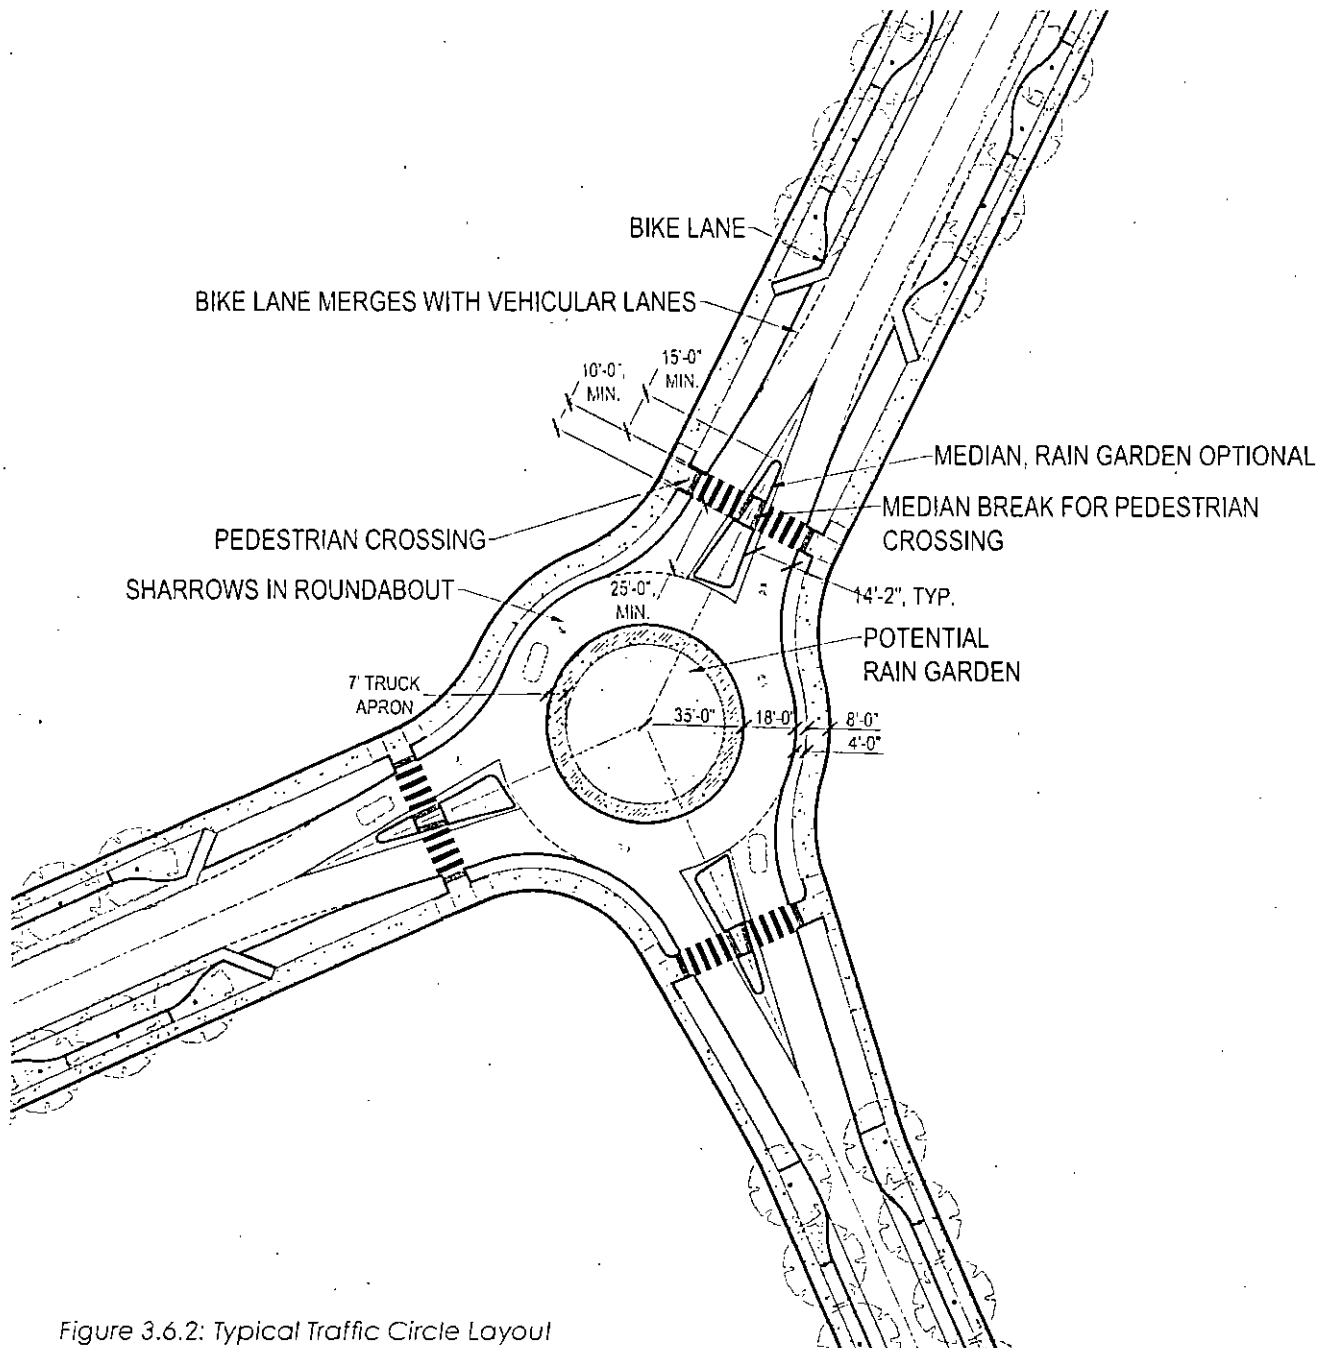 BIKE LANE
BIKE LANE MERGES WITH VEHICULAR LANES
15'-0"
MIN.
10'-0",
MIN.
MEDIAN, RAIN GARDEN OPTIONAL
MEDIAN BREAK FOR PEDESTRIAN
CROSSING
PEDESTRIAN CROSSING
SHARROWS IN ROUNDABOUT
25'-0",
MIN.
14'-2", TYP.
POTENTIAL
RAIN GARDEN
7' TRUCK
APRON
35'-0"
18'-0"
8'-0"
4'-0"
Figure 3.6.2: Typical Traffic Circle Layout